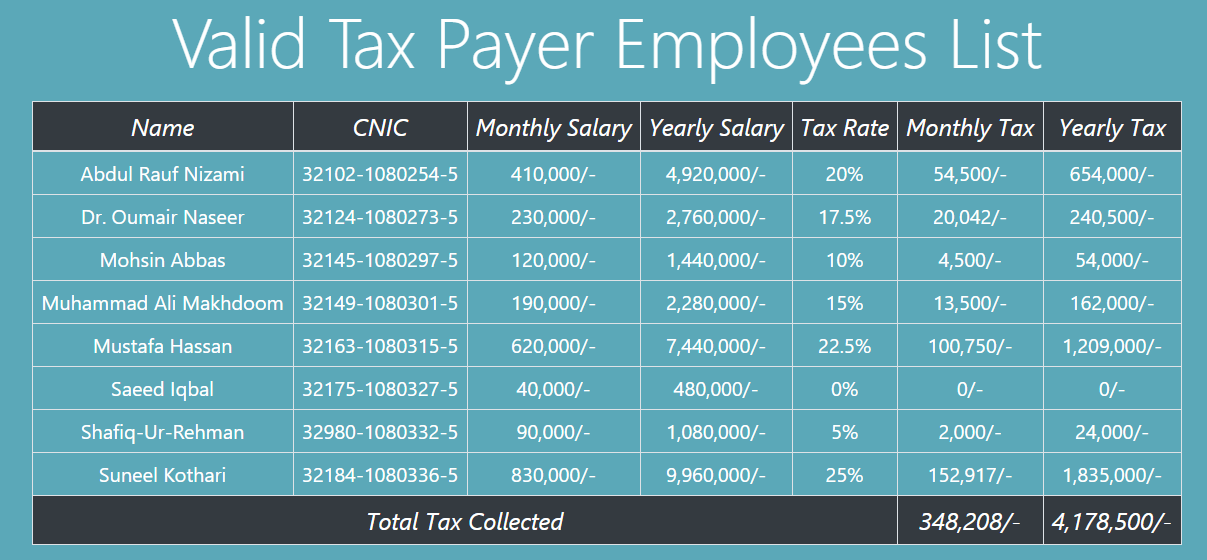 Valid Tax Payer Employees List
Name CNIC Monthly Salary Yearly Salary Tax Rate Monthly Tax Yearly Tax
Abdul Rauf Nizami 32102-1080254-5 410,000/- 4,920,000/- 20% 54,500/- 654,000/-
Dr. Oumair Naseer 32124-1080273-5 230,000/- 2,760,000/- 17.5% 20,042/- 240,500/-
Mohsin Abbas 32145-1080297-5 120,000/- 1,440,000/- 10% 4,500/- 54,000/-
Muhammad Ali Makhdoom 32149-1080301-5 190,000/- 2,280,000/- 15% 13,500/- 162,000/-
Mustafa Hassan 32163-1080315-5 620,000/- 7,440,000/- 22.5% 100,750/- 1,209,000/-
Saeed Iqbal 32175-1080327-5 40,000/- 480,000/- 0% 0/- 0/-
Shafiq-Ur-Rehman 32980-1080332-5 90,000/- 1,080,000/- 5% 2,000/- 24,000/-
Suneel Kothari 32184-1080336-5 830,000/- 9,960,000/- 25% 152,917/- 1,835,000/-
Total Tax Collected 348,208/- 4,178,500/-